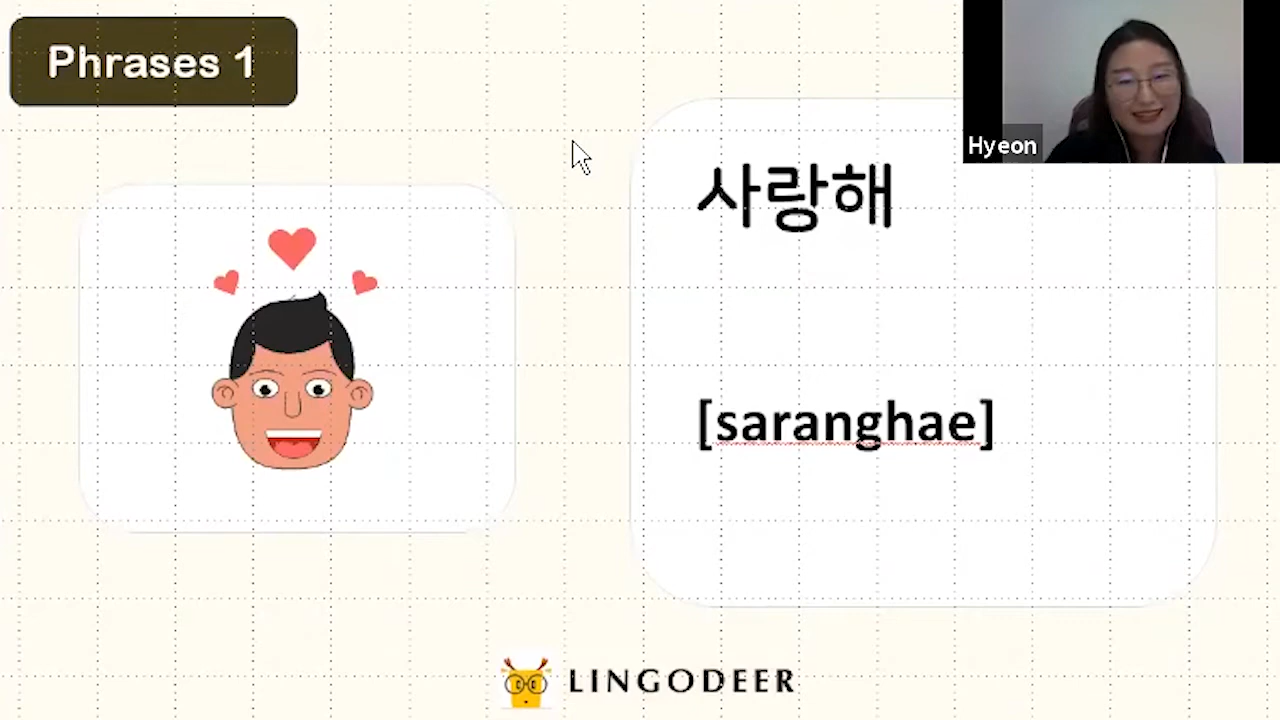 Phrases 1
Hyeon
사랑해
[saranghae]
LINGODEER